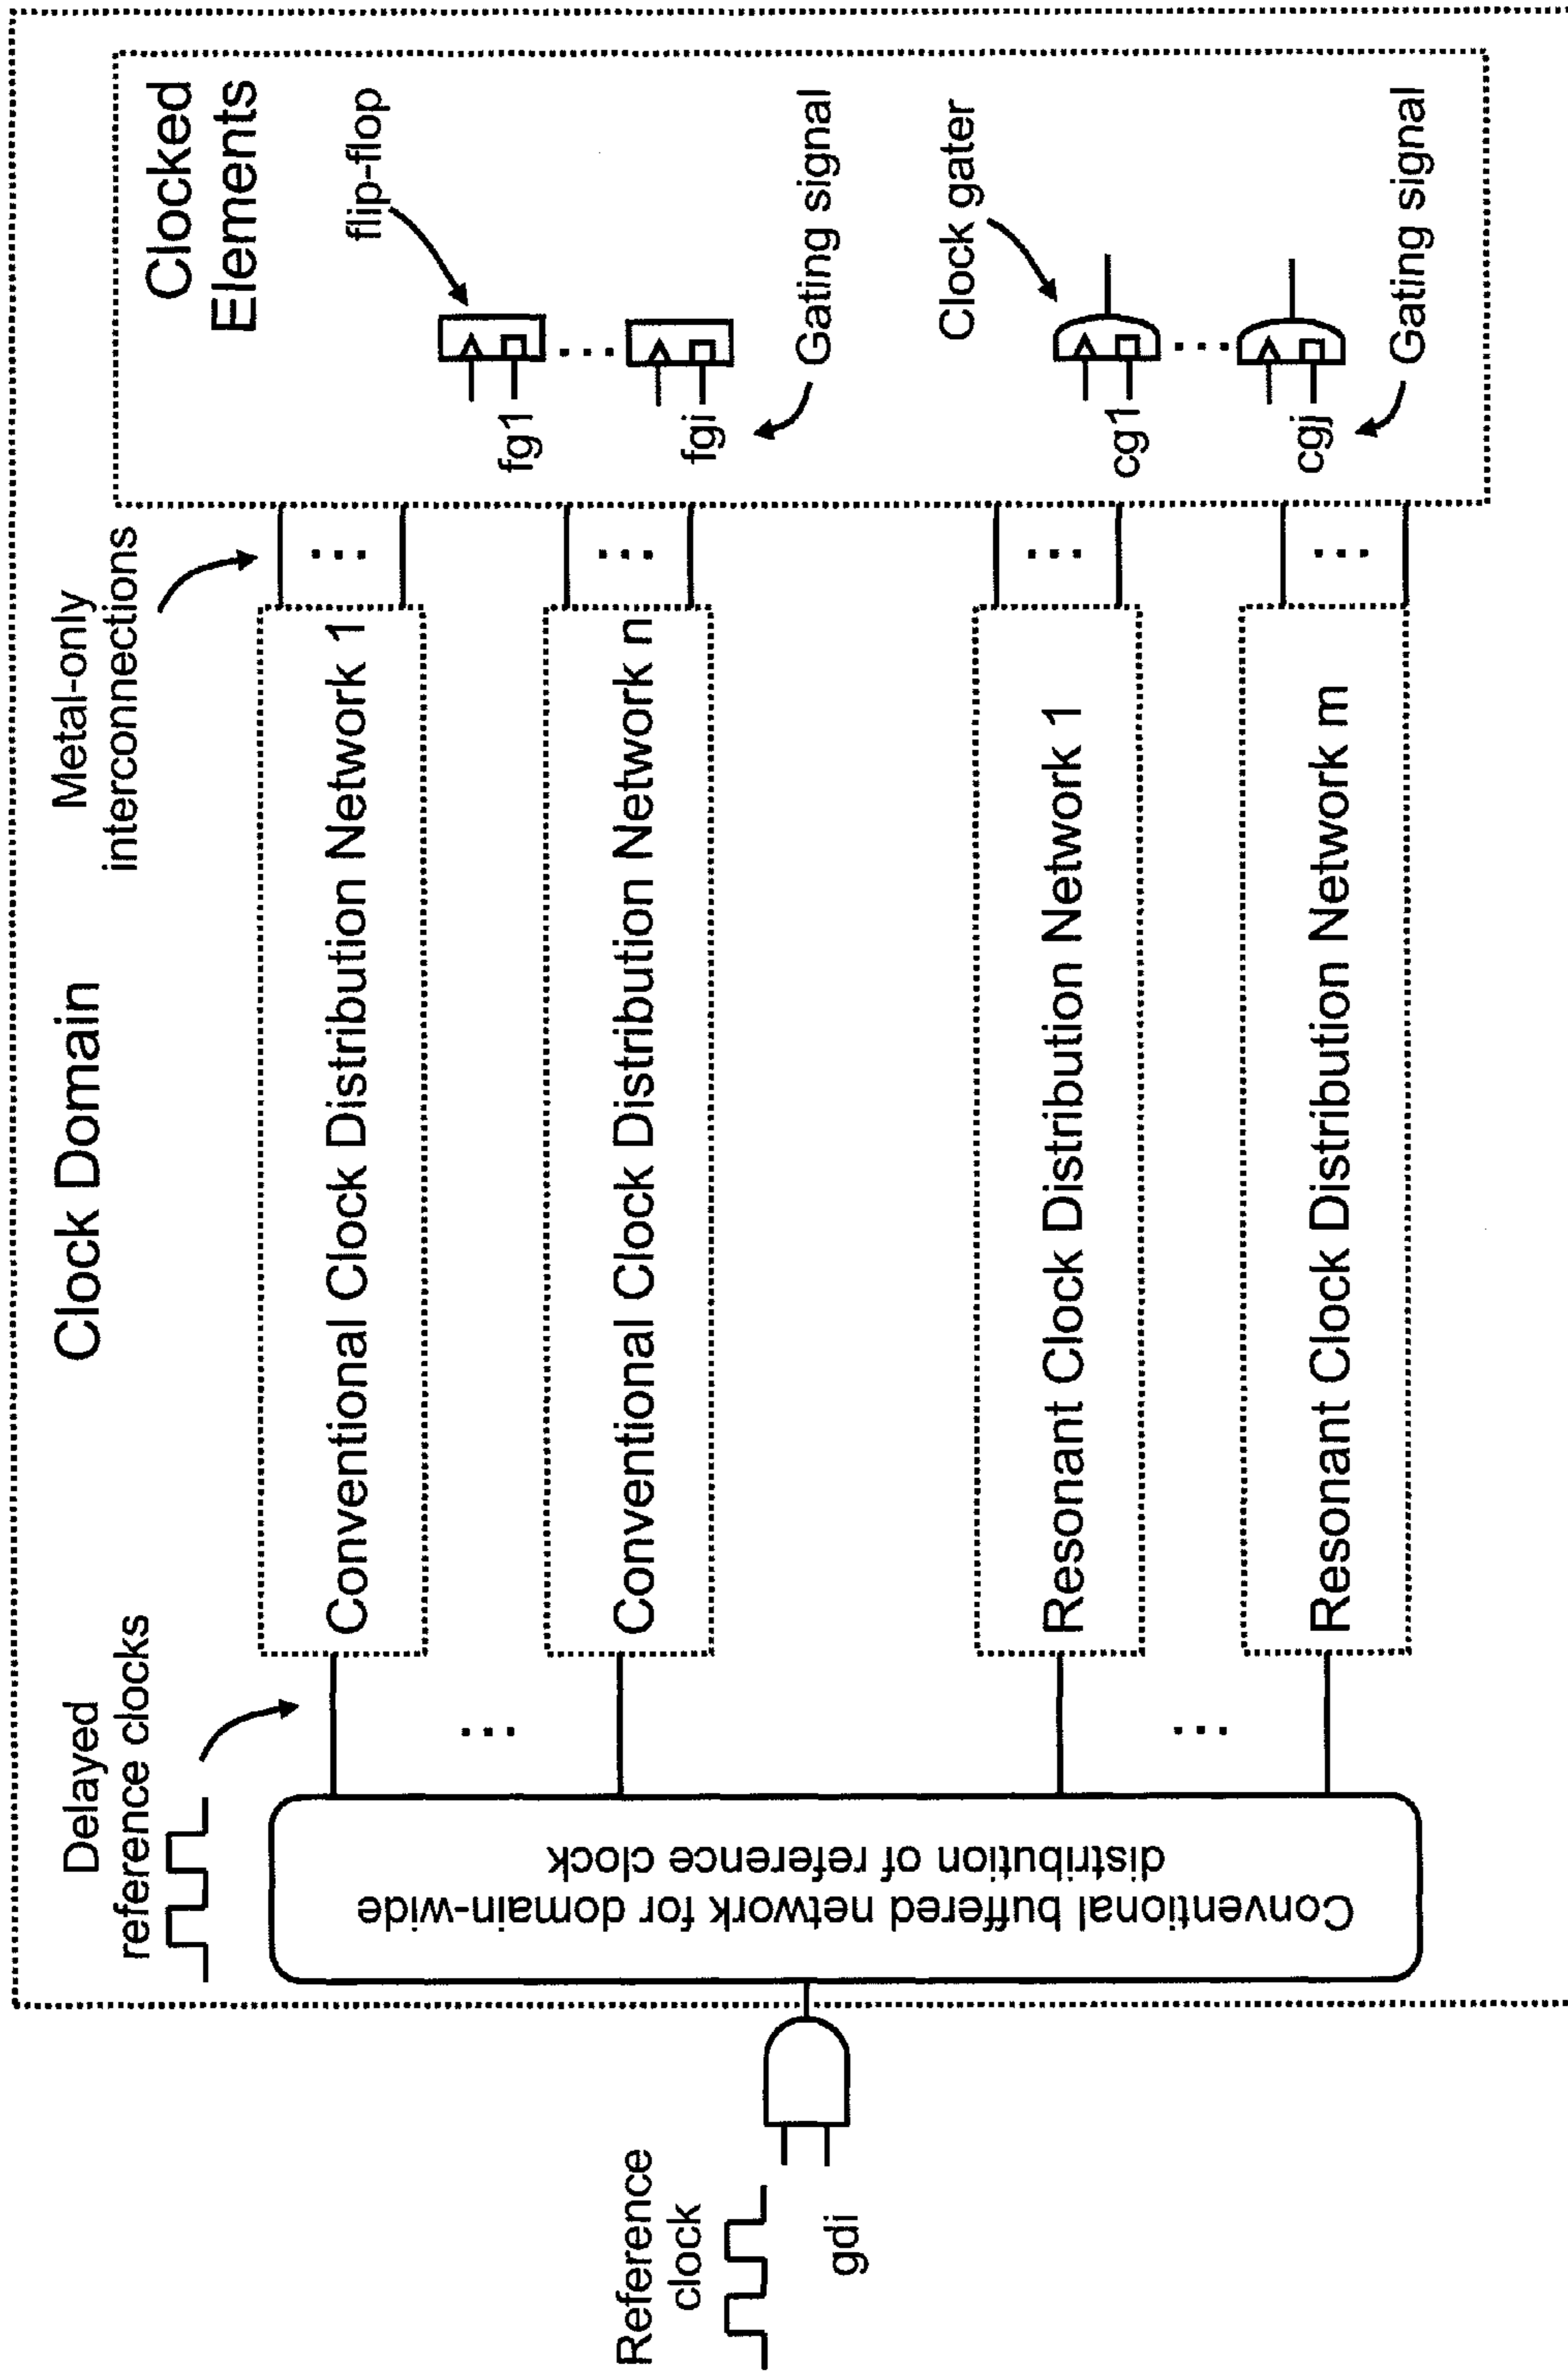 Clock Domain
Reference
clock
gdi
Delayed
reference clocks
Conventional buffered network for domain-wide
distribution of reference clock
...
...
Conventional Clock Distribution Network 1
Conventional Clock Distribution Network n
Resonant Clock Distribution Network 1
Resonant Clock Distribution Network m
Metal-only
interconnections
...
...
...
...
Clocked
Elements
flip-flop
fg1
...
fgi
Gating signal
Clock gater
cg1
...
cgj
Gating signal